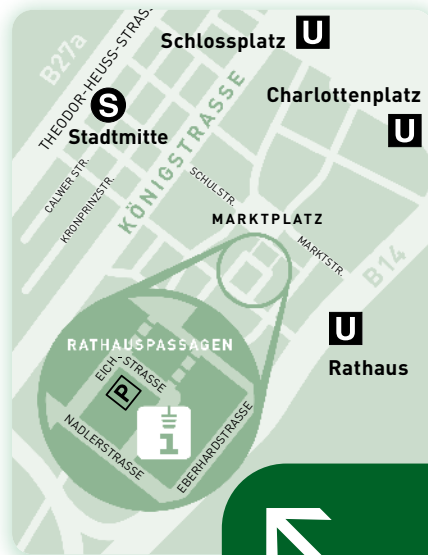 Schlossplatz U
B27a
THEODOR-HEUSS-STRAS
Charlottenplatz
U
S
Stadtmitte
KÖNIGSTRASSE
CALWER STR.
KRONPRINZSTR.
SCHULSTR.
MARKTPLATZ
MARKTSTR.
B14
U
Rathaus
RATHAUSPASSAGEN
EICH-STRASSE
P
i
NADLERSTRASSE
EBERHARDSTRASSE